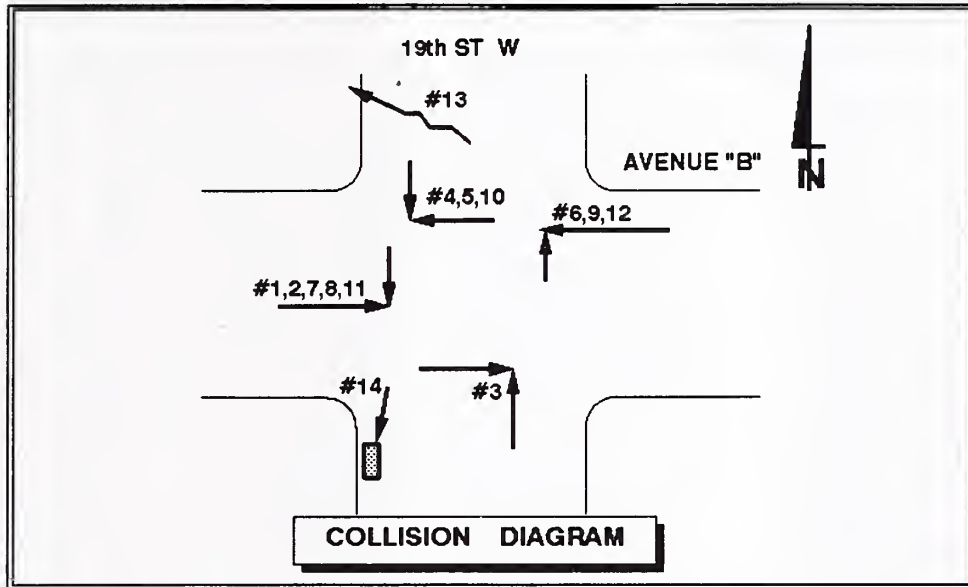 19th ST W
#13
AVENUE "B"
N
#4,5,10
#6,9,12
#1,2,7,8,11
#14
#3
COLLISION DIAGRAM